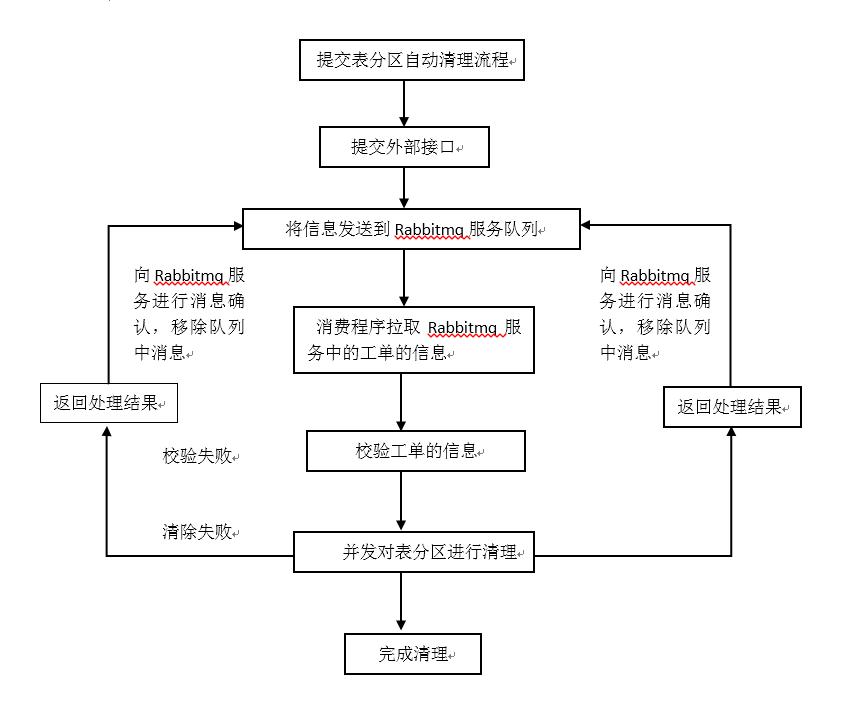 提交表分区自动清理流程
提交外部接口
将信息发送到 Rabbitmq 服务队列
向 Rabbitmq 服
务进行消息确
认，移除队列
中消息
向 Rabbitmq 服
务进行消息确
认，移除队列
中消息
消费程序拉取 Rabbitmq 服
务中的工单的信息
返回处理结果
返回处理结果
校验工单的信息
校验失败
清除失败
并发对表分区进行清理
完成清理